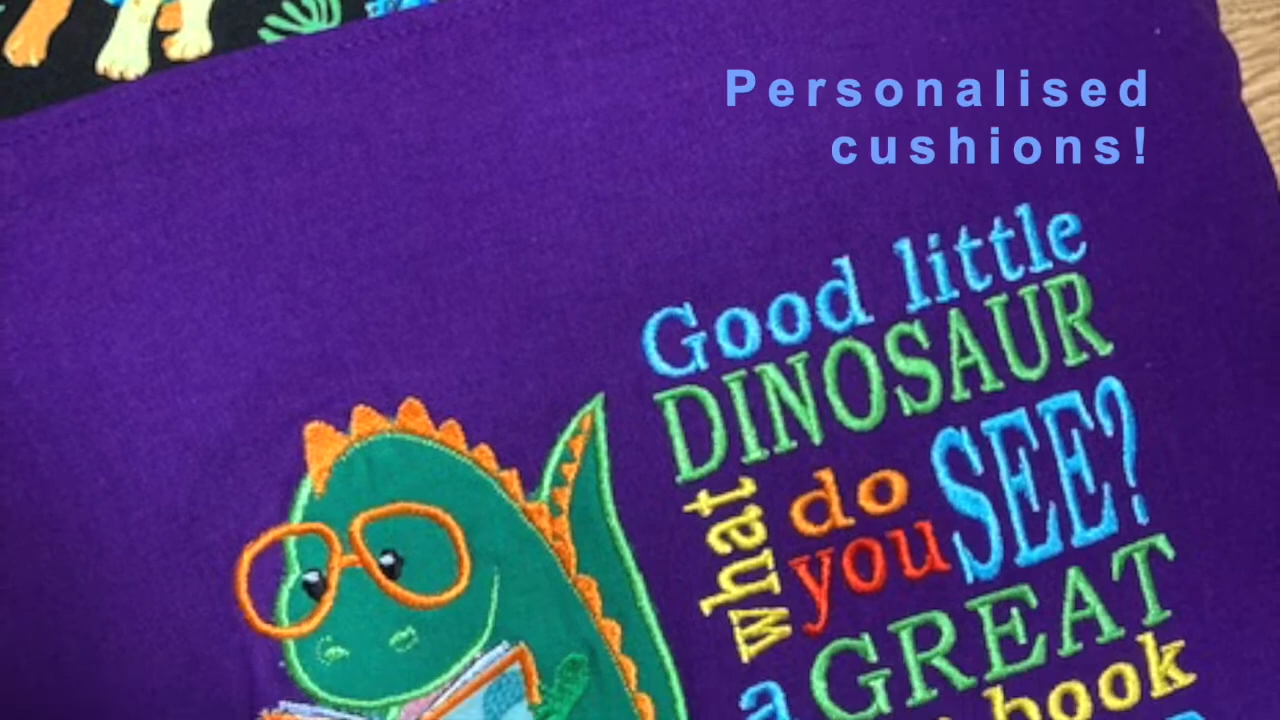 Personalised
cushions!
Good little
DINOSAUR
what do
you SEE?
a GREAT
book